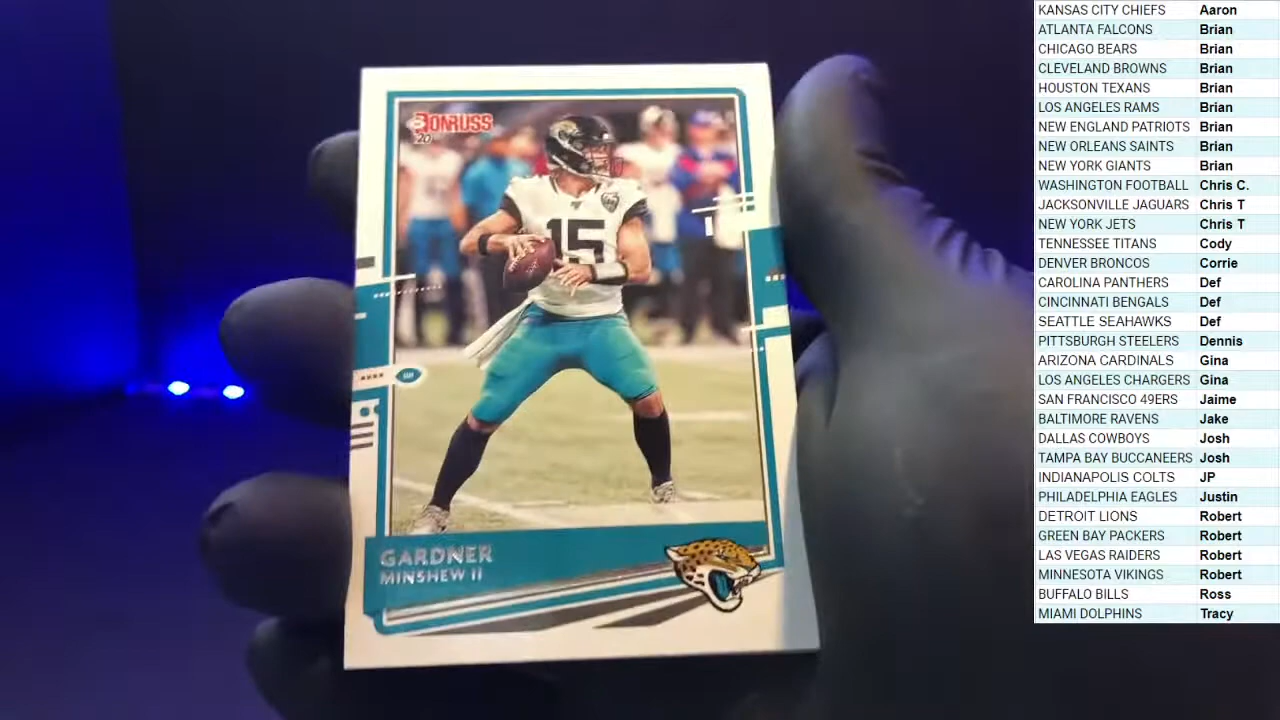 DONRUSS
20
15
GARDNER
MINSHEW II
KANSAS CITY CHIEFS Aaron
ATLANTA FALCONS Brian
CHICAGO BEARS Brian
CLEVELAND BROWNS Brian
HOUSTON TEXANS Brian
LOS ANGELES RAMS Brian
NEW ENGLAND PATRIOTS Brian
NEW ORLEANS SAINTS Brian
NEW YORK GIANTS Brian
WASHINGTON FOOTBALL Chris C.
JACKSONVILLE JAGUARS Chris T
NEW YORK JETS Chris T
TENNESSEE TITANS Cody
DENVER BRONCOS Corrie
CAROLINA PANTHERS Def
CINCINNATI BENGALS Def
SEATTLE SEAHAWKS Def
PITTSBURGH STEELERS Dennis
ARIZONA CARDINALS Gina
LOS ANGELES CHARGERS Gina
SAN FRANCISCO 49ERS Jaime
BALTIMORE RAVENS Jake
DALLAS COWBOYS Josh
TAMPA BAY BUCCANEERS Josh
INDIANAPOLIS COLTS JP
PHILADELPHIA EAGLES Justin
DETROIT LIONS Robert
GREEN BAY PACKERS Robert
LAS VEGAS RAIDERS Robert
MINNESOTA VIKINGS Robert
BUFFALO BILLS Ross
MIAMI DOLPHINS Tracy